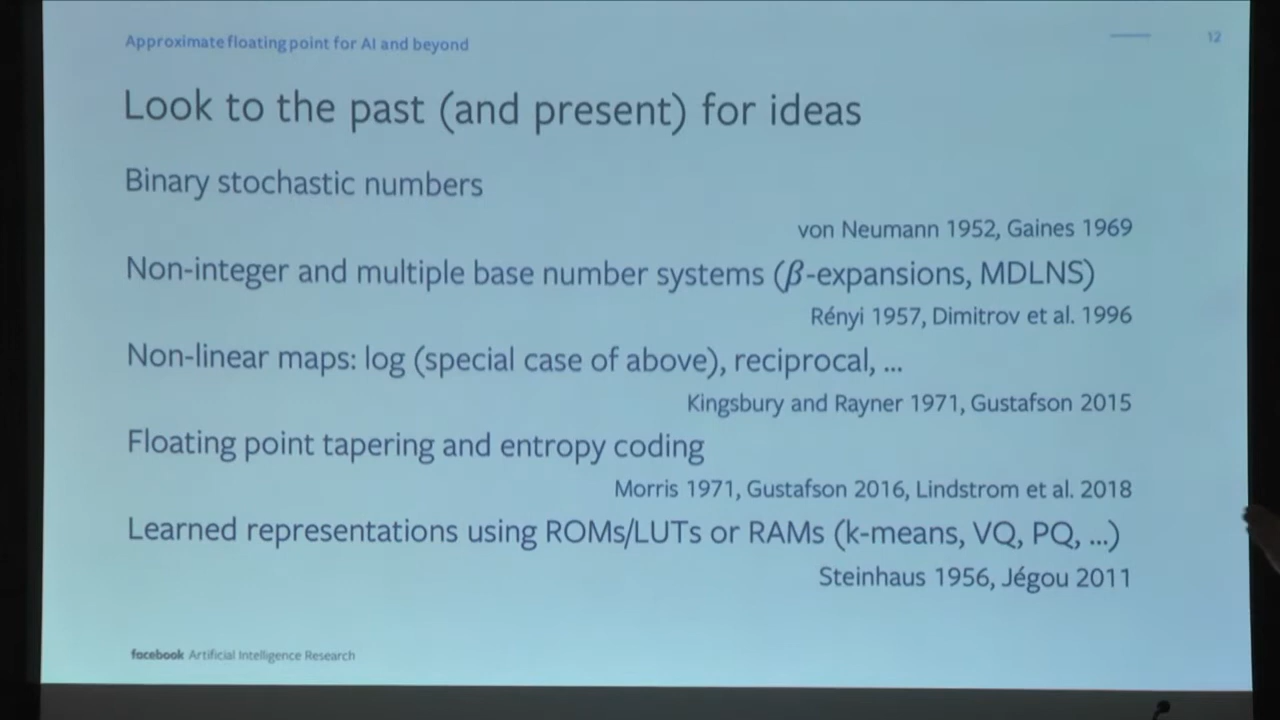 Approximate floating point for AI and beyond
12
Look to the past (and present) for ideas
Binary stochastic numbers
von Neumann 1952, Gaines 1969
Non-integer and multiple base number systems (β-expansions, MDLNS)
Rényi 1957, Dimitrov et al. 1996
Non-linear maps: log (special case of above), reciprocal, ...
Kingsbury and Rayner 1971, Gustafson 2015
Floating point tapering and entropy coding
Morris 1971, Gustafson 2016, Lindstrom et al. 2018
Learned representations using ROMs/LUTs or RAMs (k-means, VQ, PQ, ...)
Steinhaus 1956, Jégou 2011
facebook Artificial Intelligence Research